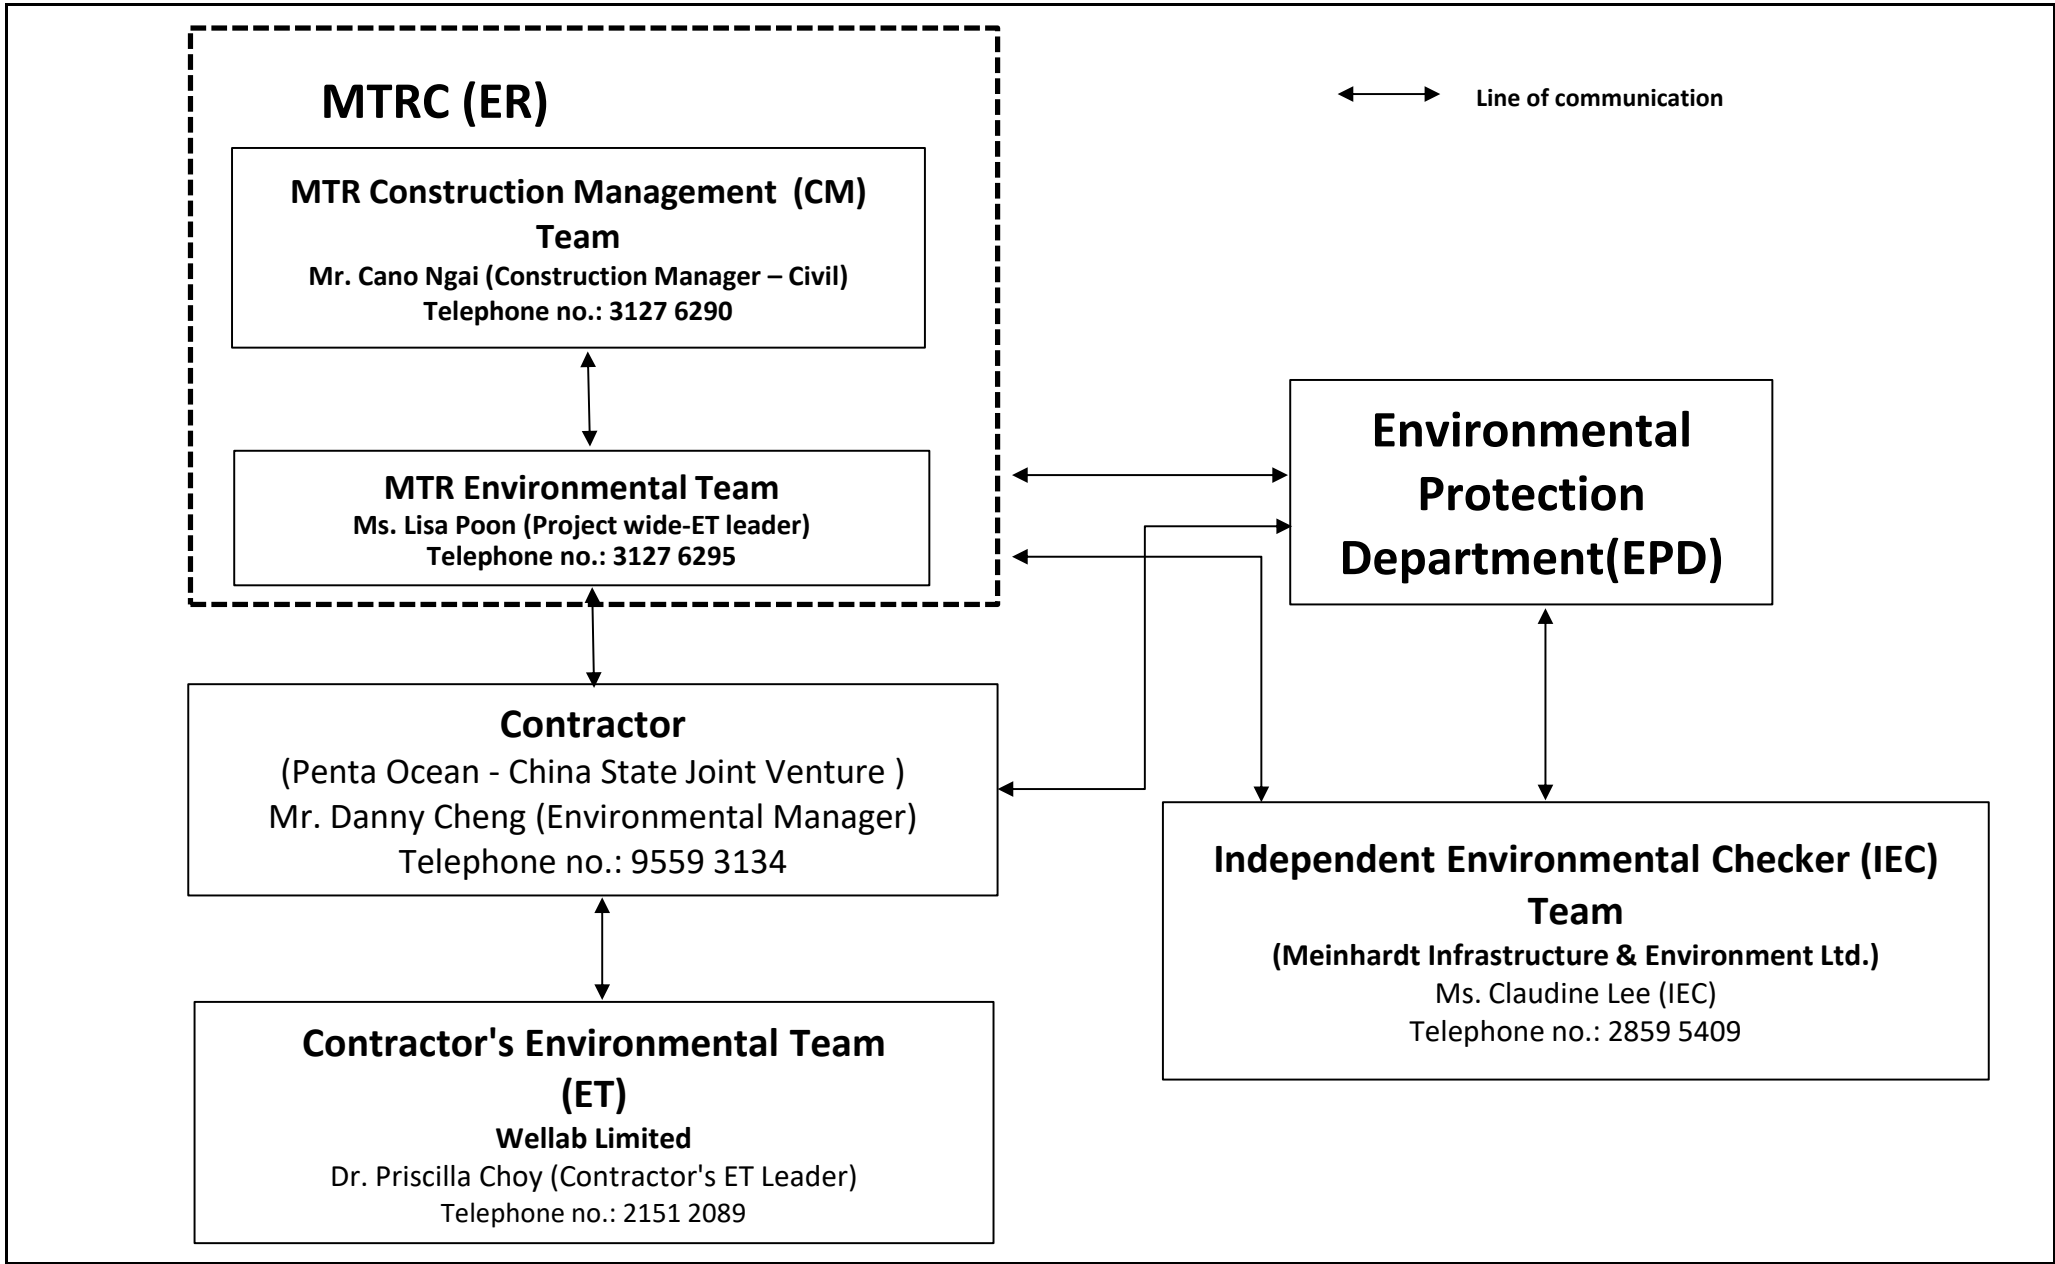 MTRC (ER)
Line of communication
MTR Construction Management (CM)
Team
Mr. Cano Ngai (Construction Manager – Civil)
Telephone no.: 3127 6290
MTR Environmental Team
Ms. Lisa Poon (Project wide-ET leader)
Telephone no.: 3127 6295
Environmental
Protection
Department(EPD)
Contractor
(Penta Ocean - China State Joint Venture )
Mr. Danny Cheng (Environmental Manager)
Telephone no.: 9559 3134
Independent Environmental Checker (IEC)
Team
(Meinhardt Infrastructure & Environment Ltd.)
Ms. Claudine Lee (IEC)
Telephone no.: 2859 5409
Contractor's Environmental Team
(ET)
Wellab Limited
Dr. Priscilla Choy (Contractor's ET Leader)
Telephone no.: 2151 2089